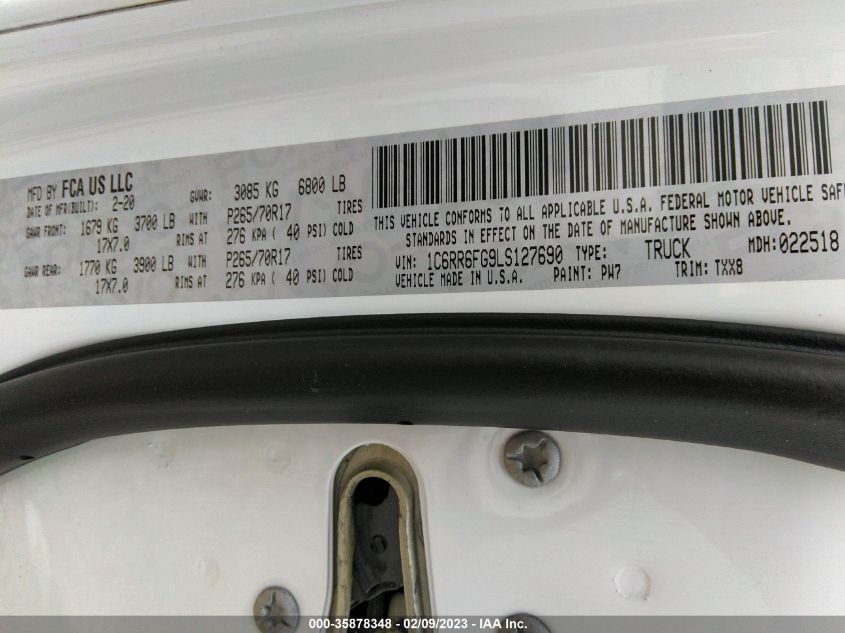 MFD BY FCA US LLC
DATE OF MFR(BUILT): 2-20 GVWR: 3085 KG 6800 LB
GAWR FRONT: 1679 KG 3700 LB WITH P265/70R17 TIRES
17X7.0 RIMS AT 276 KPA ( 40 PSI) COLD
GAWR REAR: 1770 KG 3900 LB WITH P265/70R17 TIRES
17X7.0 RIMS AT 276 KPA ( 40 PSI) COLD
THIS VEHICLE CONFORMS TO ALL APPLICABLE U.S.A. FEDERAL MOTOR VEHICLE SAFE
STANDARDS IN EFFECT ON THE DATE OF MANUFACTURE SHOWN ABOVE.
VIN: 1C6RR6FG9LS127690 TYPE: TRUCK MDH: 022518
VEHICLE MADE IN U.S.A. PAINT: PW7 TRIM: TXX8
000-35878348 - 02/09/2023 - IAA Inc.